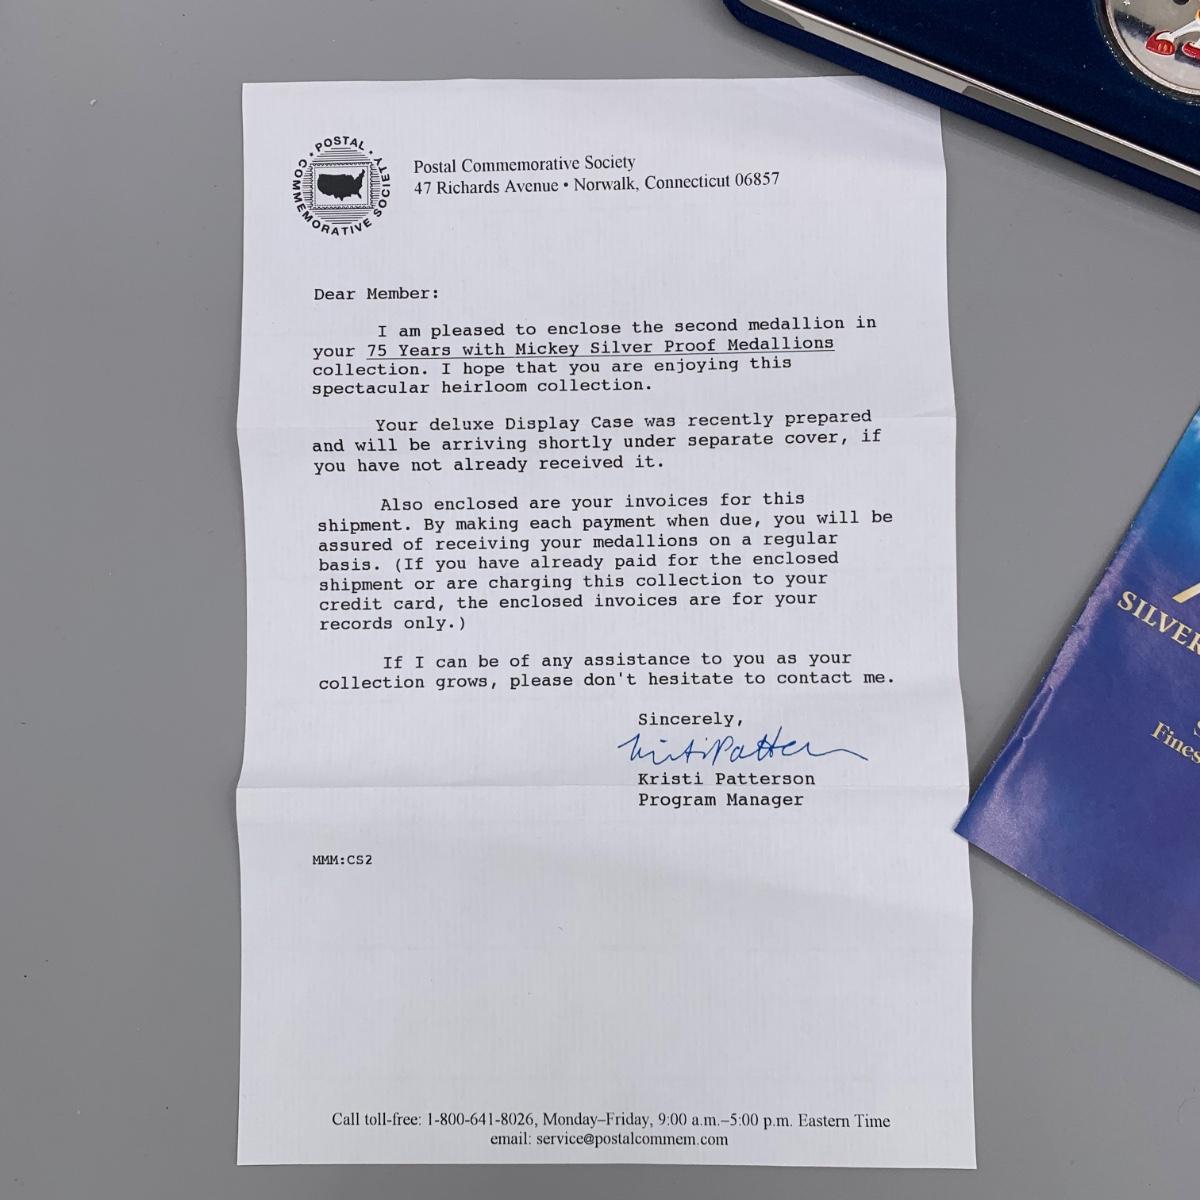 POSTAL
COMMEMORATIVE SOCIETY
Postal Commemorative Society
47 Richards Avenue • Norwalk, Connecticut 06857
Dear Member:
I am pleased to enclose the second medallion in
your 75 Years with Mickey Silver Proof Medallions
collection. I hope that you are enjoying this
spectacular heirloom collection.
Your deluxe Display Case was recently prepared
and will be arriving shortly under separate cover, if
you have not already received it.
Also enclosed are your invoices for this
shipment. By making each payment when due, you will be
assured of receiving your medallions on a regular
basis. (If you have already paid for the enclosed
shipment or are charging this collection to your
credit card, the enclosed invoices are for your
records only.)
If I can be of any assistance to you as your
collection grows, please don't hesitate to contact me.
Sincerely,
Kristi Patterson
Kristi Patterson
Program Manager
MMM:CS2
Call toll-free: 1-800-641-8026, Monday–Friday, 9:00 a.m.–5:00 p.m. Eastern Time
email: service@postalcommem.com
SILVER
Fines